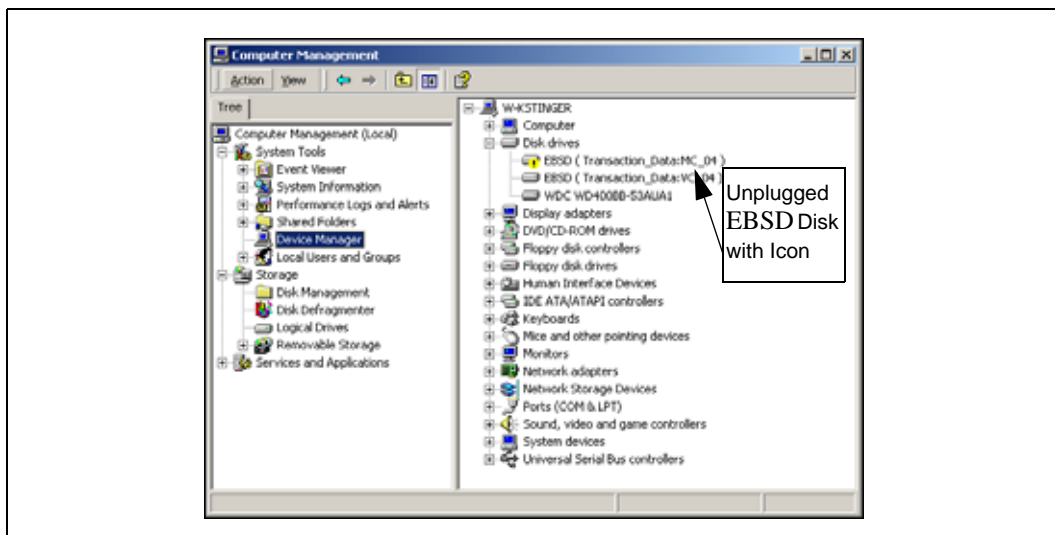 Computer Management
Action View
Tree
Computer Management (Local)
System Tools
Event Viewer
System Information
Performance Logs and Alerts
Shared Folders
Device Manager
Local Users and Groups
Storage
Disk Management
Disk Defragmenter
Logical Drives
Removable Storage
Services and Applications
W-KSTINGER
Computer
Disk drives
EBSD ( Transaction_Data:MC_04 )
EBSD ( Transaction_Data:VC_04 )
WDC WD400BB-53AUA1
Display adapters
DVD/CD-ROM drives
Floppy disk controllers
Floppy disk drives
Human Interface Devices
IDE ATA/ATAPI controllers
Keyboards
Mice and other pointing devices
Monitors
Network adapters
Network Storage Devices
Ports (COM & LPT)
Sound, video and game controllers
System devices
Universal Serial Bus controllers
Unplugged
EBSD Disk
with Icon